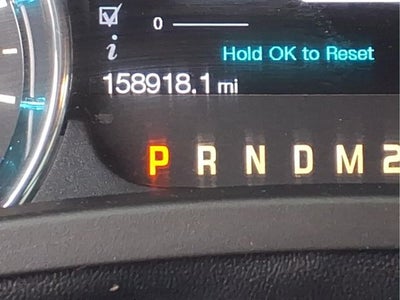 0
i
Hold OK to Reset
158918.1 mi
P R N D M 2